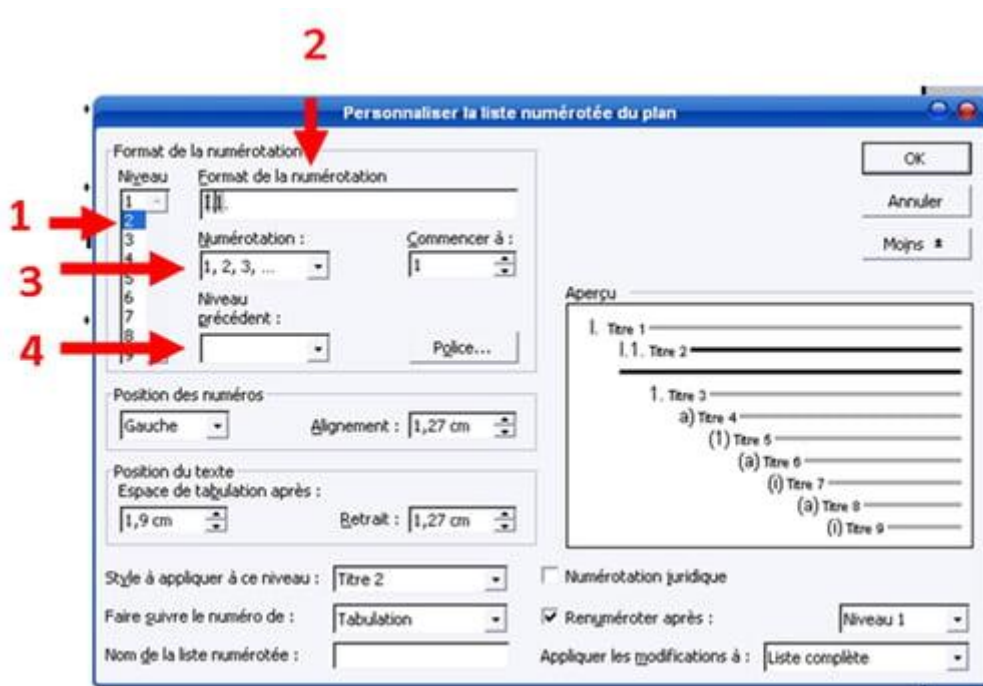 2
Personnaliser la liste numérotée du plan
Format de la numérotation
Niveau
Format de la numérotation
1
I.1.
OK
1
2
Annuler
3
Numérotation :
Commencer à :
Moins
4
3
1, 2, 3, ...
1
5
6
Niveau
précédent :
Aperçu
7
4
8
Police...
9
I. Titre 1
I.1. Titre 2
1. Titre 3
a) Titre 4
(1) Titre 5
(a) Titre 6
(i) Titre 7
(a) Titre 8
(i) Titre 9
Position des numéros
Gauche
Alignement : 1,27 cm
Position du texte
Espace de tabulation après :
1,9 cm
Retrait : 1,27 cm
Style à appliquer à ce niveau : Titre 2
Numérotation juridique
Faire suivre le numéro de : Tabulation
Renuméroter après : Niveau 1
Nom de la liste numérotée :
Appliquer les modifications à : Liste complète